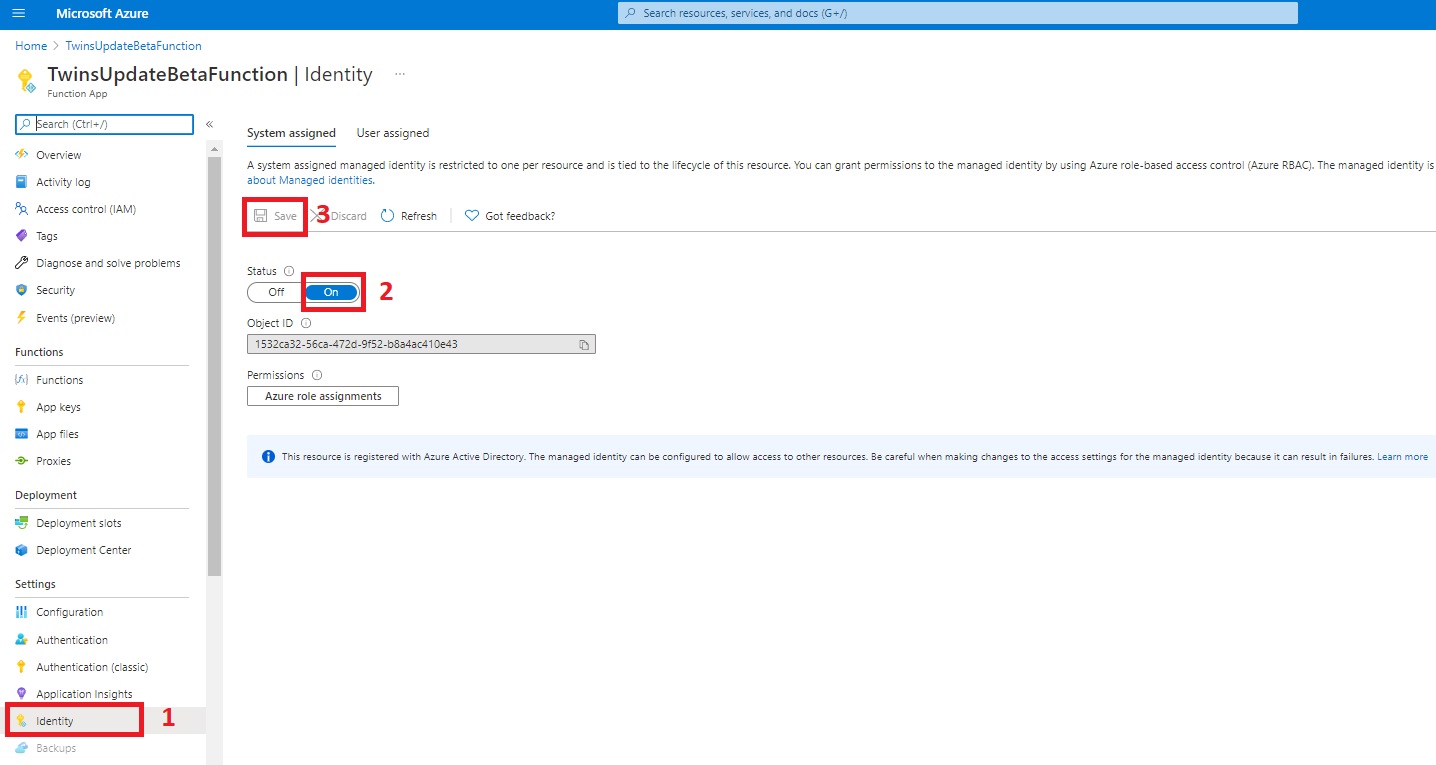 Microsoft Azure
Search resources, services, and docs (G+/)
Home > TwinsUpdateBetaFunction
TwinsUpdateBetaFunction | Identity ...
Function App
Search (Ctrl+/) «
Overview
Activity log
Access control (IAM)
Tags
Diagnose and solve problems
Security
Events (preview)
Functions
Functions
App keys
App files
Proxies
Deployment
Deployment slots
Deployment Center
Settings
Configuration
Authentication
Authentication (classic)
Application Insights
Identity 1
Backups
System assigned User assigned
A system assigned managed identity is restricted to one per resource and is tied to the lifecycle of this resource. You can grant permissions to the managed identity by using Azure role-based access control (Azure RBAC). The managed identity is
about Managed identities.
Save 3 Discard Refresh Got feedback?
Status
Off On 2
Object ID
1532ca32-56ca-472d-9f52-b8a4ac410e43
Permissions
Azure role assignments
This resource is registered with Azure Active Directory. The managed identity can be configured to allow access to other resources. Be careful when making changes to the access settings for the managed identity because it can result in failures. Learn more